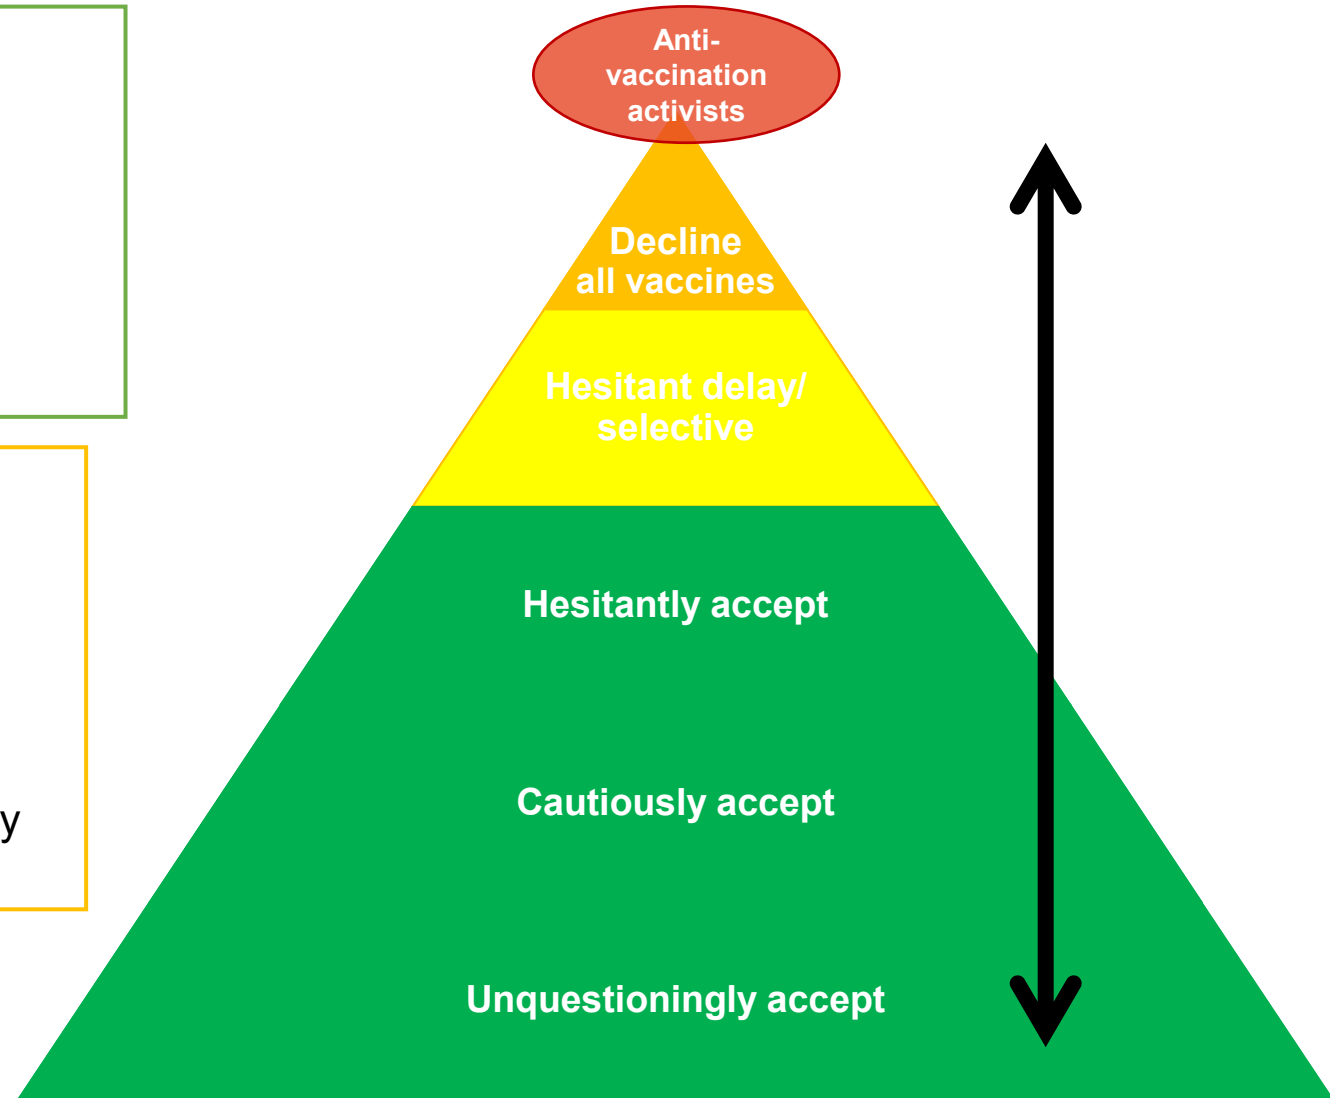 Anti-
vaccination
activists
Decline
all vaccines
Hesitant delay/
selective
Hesitantly accept
Cautiously accept
y
Unquestioningly accept